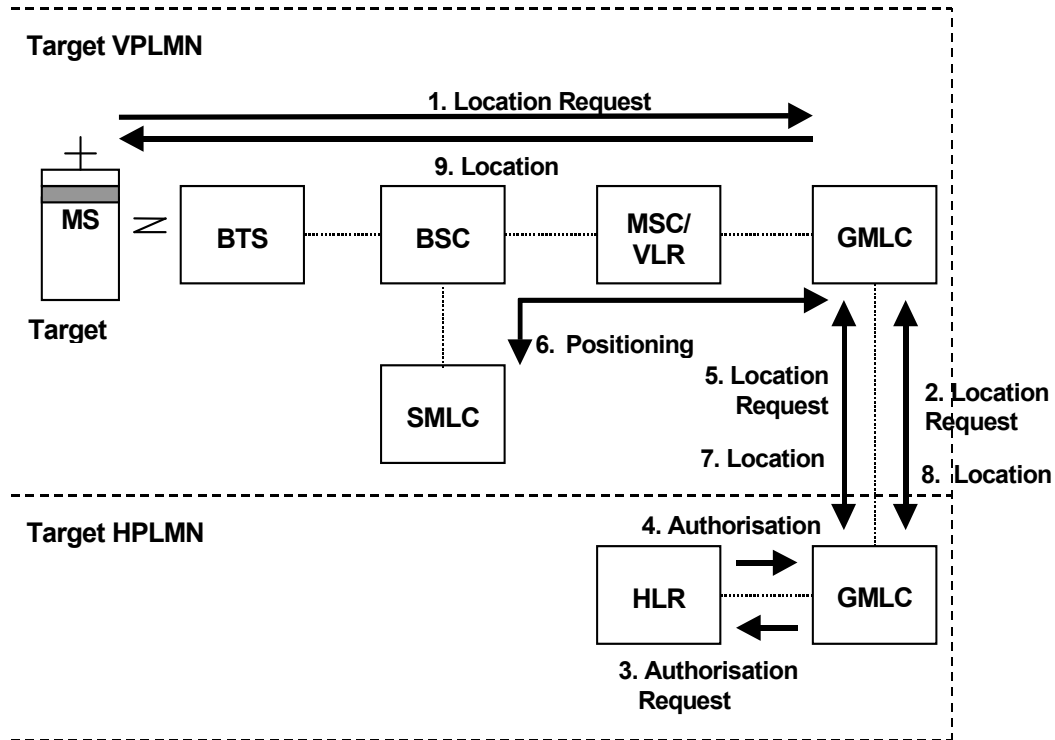 Target VPLMN
1. Location Request
9. Location
MS
BTS
BSC
MSC/
VLR
GMLC
Target
6. Positioning
5. Location
Request
2. Location
Request
SMLC
7. Location
8. Location
Target HPLMN
4. Authorisation
HLR
GMLC
3. Authorisation
Request